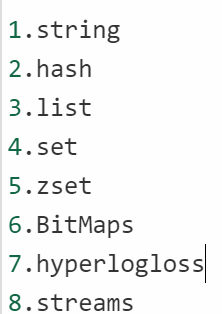 1.string
2.hash
3.list
4.set
5.zset
6.BitMaps
7.hyperlogloss
8.streams